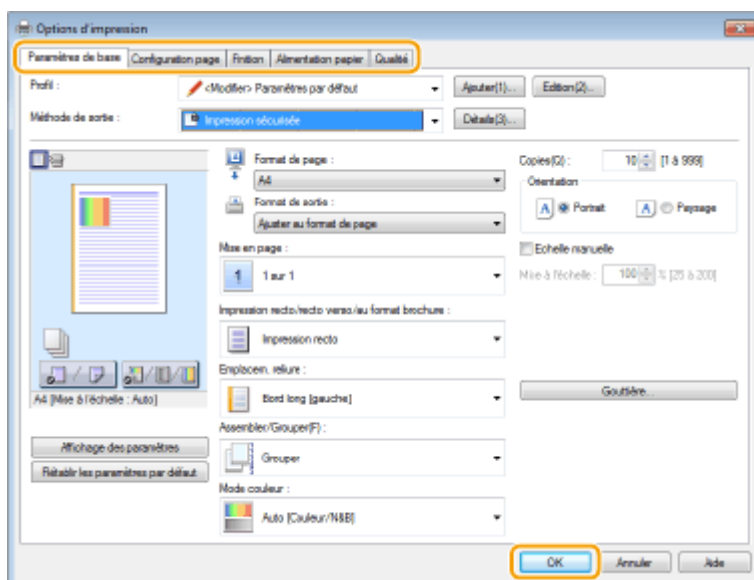 Options d'impression
Paramètres de base Configuration page Finition Alimentation papier Qualité
Profil : <Modifier> Paramètres par défaut Ajouter(1)... Edition(2)...
Méthode de sortie : Impression sécurisée Détails(3)...
Format de page :
A4
Format de sortie :
Ajuster au format de page
Mise en page :
1 1 sur 1
Impression recto/recto verso/au format brochure :
Impression recto
Emplacem. reliure :
Bord long [gauche]
Assembler/Grouper(F) :
Grouper
Mode couleur :
Auto [Couleur/N&B]
Copies(Q) : 10 [1 à 999]
Orientation
A Portrait A Paysage
Echelle manuelle
Mise à l'échelle : 100 % [25 à 200]
Gouttière...
A4 [Mise à l'échelle : Auto]
Affichage des paramètres
Rétablir les paramètres par défaut
OK Annuler Aide